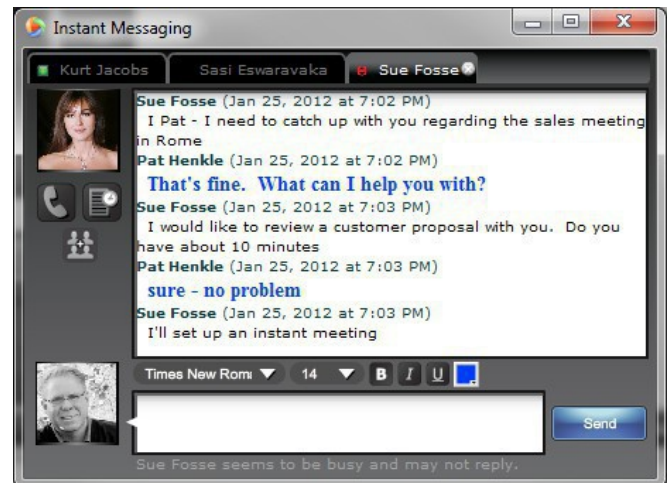 Instant Messaging
Kurt Jacobs
Sasi Eswaravaka
Sue Fosse
Sue Fosse (Jan 25, 2012 at 7:02 PM)
I Pat - I need to catch up with you regarding the sales meeting
in Rome
Pat Henkle (Jan 25, 2012 at 7:02 PM)
That's fine. What can I help you with?
Sue Fosse (Jan 25, 2012 at 7:03 PM)
I would like to review a customer proposal with you. Do you
have about 10 minutes
Pat Henkle (Jan 25, 2012 at 7:03 PM)
sure - no problem
Sue Fosse (Jan 25, 2012 at 7:03 PM)
I'll set up an instant meeting
Times New Rom 14 B I U
Send
Sue Fosse seems to be busy and may not reply.